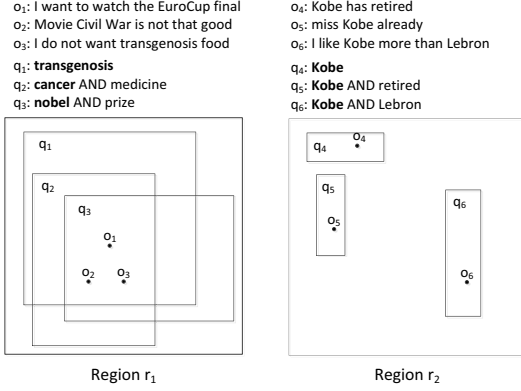 o₁: I want to watch the EuroCup final
o₂: Movie Civil War is not that good
o₃: I do not want transgenosis food
q₁: transgenosis
q₂: cancer AND medicine
q₃: nobel AND prize
o₄: Kobe has retired
o₅: miss Kobe already
o₆: I like Kobe more than Lebron
q₄: Kobe
q₅: Kobe AND retired
q₆: Kobe AND Lebron
q₁
q₂
q₃
o₁
o₂ o₃
Region r₁
q₄ o₄
q₅
o₅
q₆
o₆
Region r₂